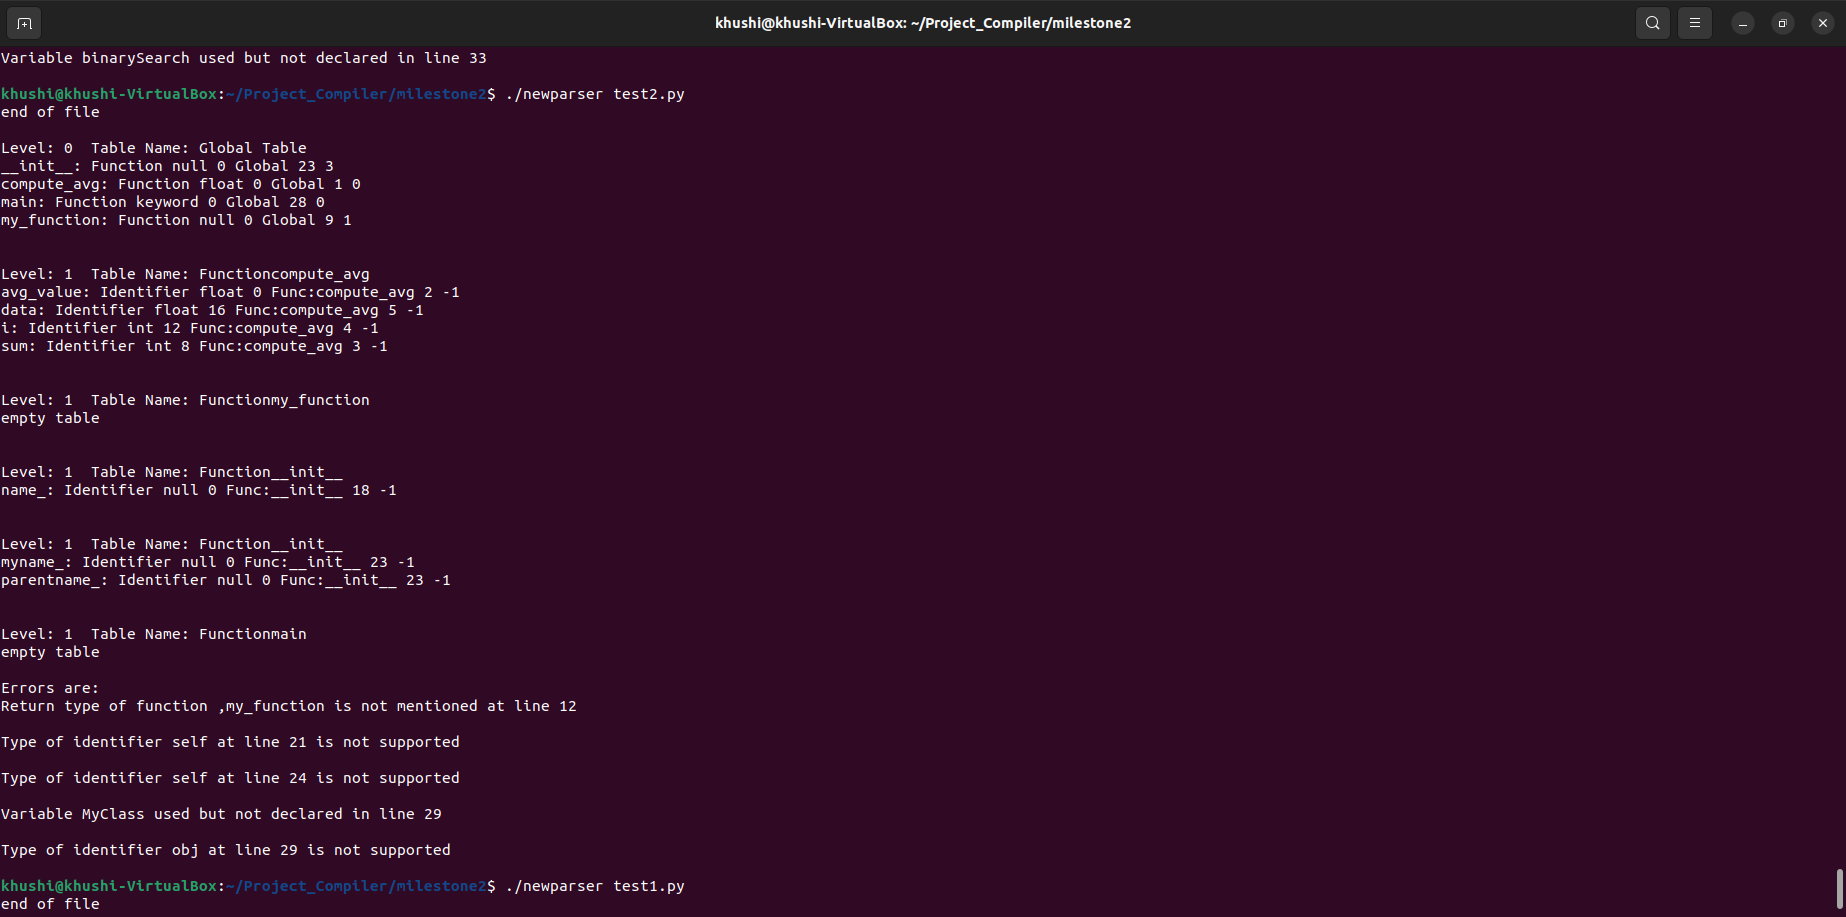 khushi@khushi-VirtualBox: ~/Project_Compiler/milestone2
Variable binarySearch used but not declared in line 33
khushi@khushi-VirtualBox:~/Project_Compiler/milestone2$ ./newparser test2.py
end of file
Level: 0  Table Name: Global Table
__init__: Function null 0 Global 23 3
compute_avg: Function float 0 Global 1 0
main: Function keyword 0 Global 28 0
my_function: Function null 0 Global 9 1
Level: 1  Table Name: Functioncompute_avg
avg_value: Identifier float 0 Func:compute_avg 2 -1
data: Identifier float 16 Func:compute_avg 5 -1
i: Identifier int 12 Func:compute_avg 4 -1
sum: Identifier int 8 Func:compute_avg 3 -1
Level: 1  Table Name: Functionmy_function
empty table
Level: 1  Table Name: Function__init__
name_: Identifier null 0 Func:__init__ 18 -1
Level: 1  Table Name: Function__init__
myname_: Identifier null 0 Func:__init__ 23 -1
parentname_: Identifier null 0 Func:__init__ 23 -1
Level: 1  Table Name: Functionmain
empty table
Errors are:
Return type of function ,my_function is not mentioned at line 12
Type of identifier self at line 21 is not supported
Type of identifier self at line 24 is not supported
Variable MyClass used but not declared in line 29
Type of identifier obj at line 29 is not supported
khushi@khushi-VirtualBox:~/Project_Compiler/milestone2$ ./newparser test1.py
end of file